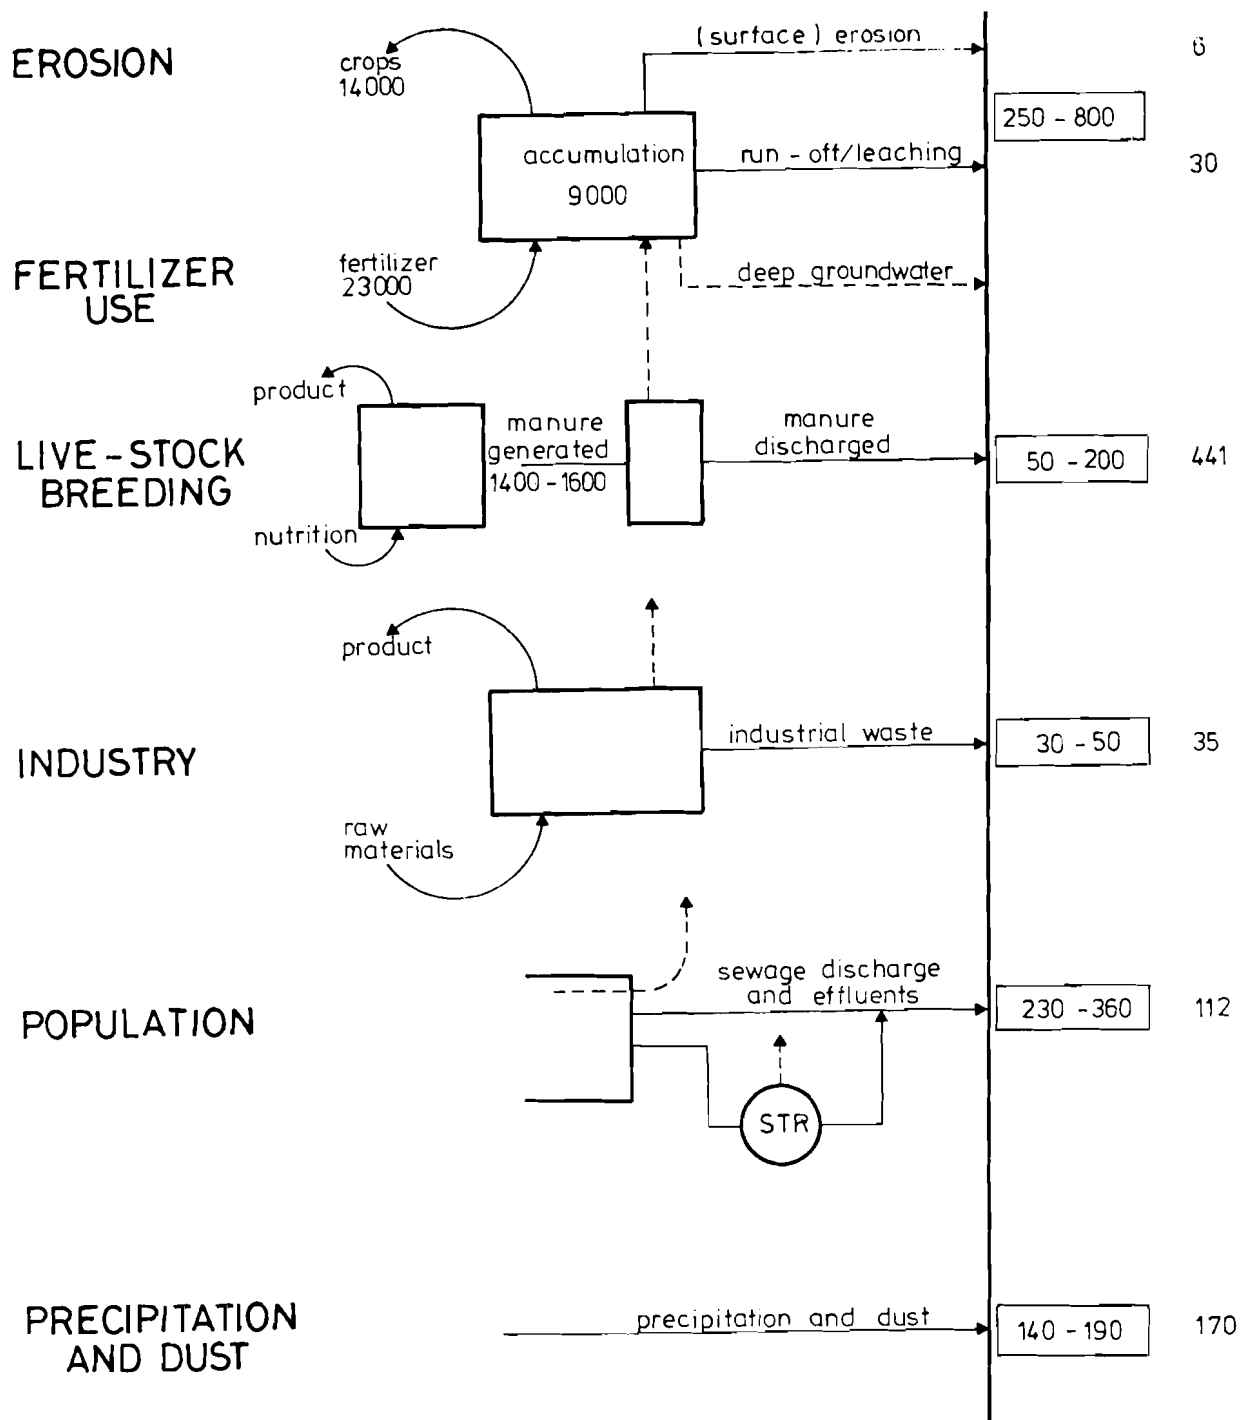 EROSION
crops
14000
(surface) erosion
6
250 - 800
accumulation
9000
run - off/leaching
30
FERTILIZER
USE
fertilizer
23000
deep groundwater
LIVE - STOCK
BREEDING
product
nutrition
manure
generated
1400 - 1600
manure
discharged
50 - 200
441
INDUSTRY
product
raw
materials
industrial waste
30 - 50
35
POPULATION
sewage discharge
and effluents
STR
230 - 360
112
PRECIPITATION
AND DUST
precipitation and dust
140 - 190
170